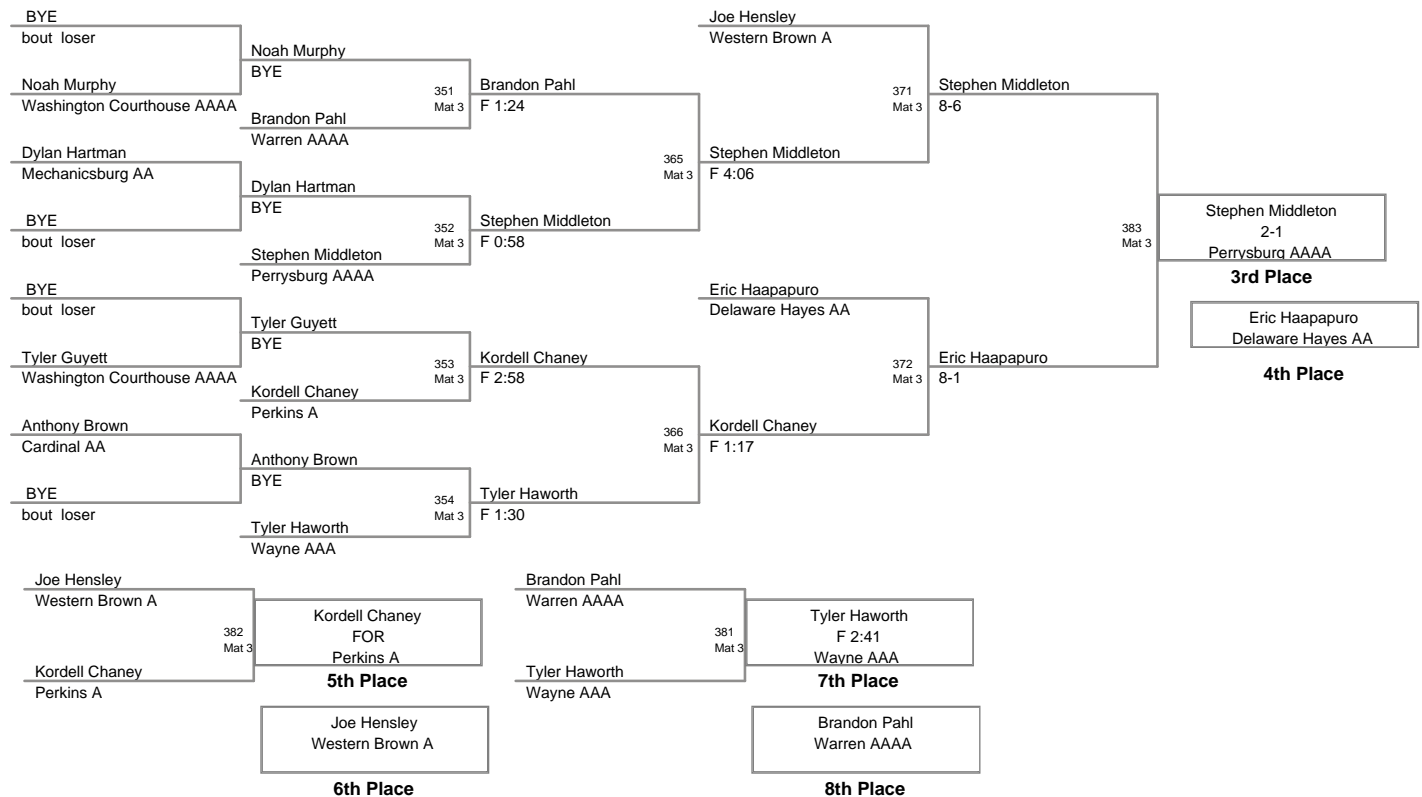 BYE
bout loser
Noah Murphy
Washington Courthouse AAAA
Dylan Hartman
Mechanicsburg AA
BYE
bout loser
BYE
bout loser
Tyler Guyett
Washington Courthouse AAAA
Anthony Brown
Cardinal AA
BYE
bout loser
Noah Murphy
BYE
351
Mat 3
Brandon Pahl
Warren AAAA
Dylan Hartman
BYE
352
Mat 3
Stephen Middleton
Perrysburg AAAA
Tyler Guyett
BYE
353
Mat 3
Kordell Chaney
Perkins A
Anthony Brown
BYE
354
Mat 3
Tyler Haworth
Wayne AAA
Brandon Pahl
F 1:24
365
Mat 3
Stephen Middleton
F 0:58
Kordell Chaney
F 2:58
366
Mat 3
Tyler Haworth
F 1:30
Joe Hensley
Western Brown A
371
Mat 3
Stephen Middleton
F 4:06
Eric Haapapuro
Delaware Hayes AA
372
Mat 3
Kordell Chaney
F 1:17
Stephen Middleton
8-6
383
Mat 3
Eric Haapapuro
8-1
Stephen Middleton
2-1
Perrysburg AAAA
3rd Place
Eric Haapapuro
Delaware Hayes AA
4th Place
Joe Hensley
Western Brown A
382
Mat 3
Kordell Chaney
Perkins A
Kordell Chaney
FOR
Perkins A
5th Place
Joe Hensley
Western Brown A
6th Place
Brandon Pahl
Warren AAAA
381
Mat 3
Tyler Haworth
Wayne AAA
Tyler Haworth
F 2:41
Wayne AAA
7th Place
Brandon Pahl
Warren AAAA
8th Place